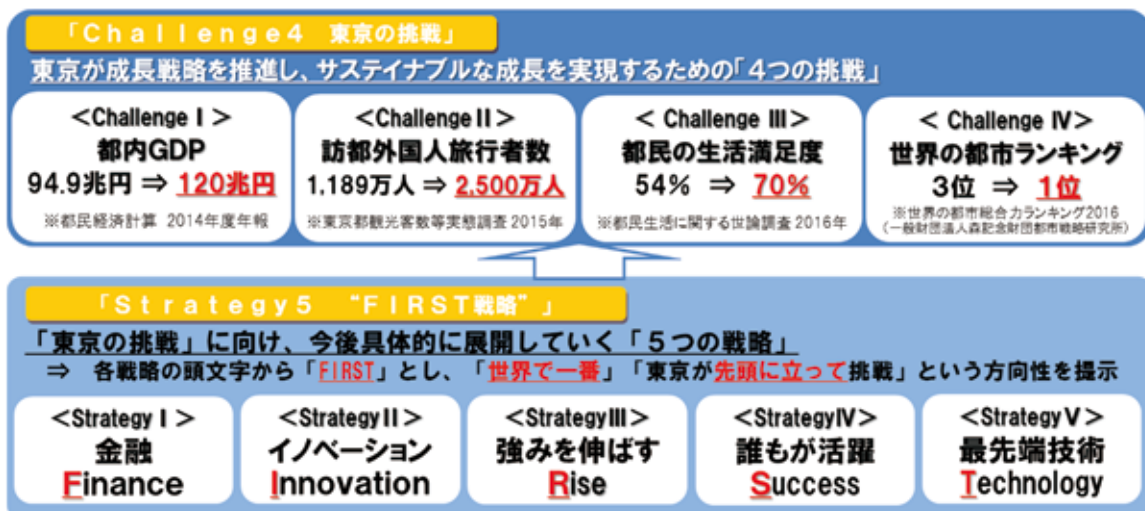 「Challenge4　東京の挑戦」
東京が成長戦略を推進し、サステイナブルな成長を実現するための「４つの挑戦」
＜Challenge Ⅰ＞
都内GDP
94.9兆円 ⇒ 120兆円
※都民経済計算 2014年度年報
＜Challenge Ⅱ＞
訪都外国人旅行者数
1,189万人 ⇒ 2,500万人
※東京都観光客数等実態調査 2015年
＜ Challenge Ⅲ＞
都民の生活満足度
54% ⇒ 70%
※都民生活に関する世論調査 2016年
＜ Challenge Ⅳ＞
世界の都市ランキング
3位 ⇒ 1位
※世界の都市総合力ランキング2016
（一般財団法人森記念財団都市戦略研究所）
「Strategy５　“FIRST戦略”」
「東京の挑戦」に向け、今後具体的に展開していく「５つの戦略」
⇒ 各戦略の頭文字から「FIRST」とし、「世界で一番」「東京が先頭に立って挑戦」という方向性を提示
＜Strategy Ⅰ＞
金融
Finance
＜Strategy Ⅱ＞
イノベーション
Innovation
＜Strategy Ⅲ＞
強みを伸ばす
Rise
＜Strategy Ⅳ＞
誰もが活躍
Success
＜Strategy Ⅴ＞
最先端技術
Technology